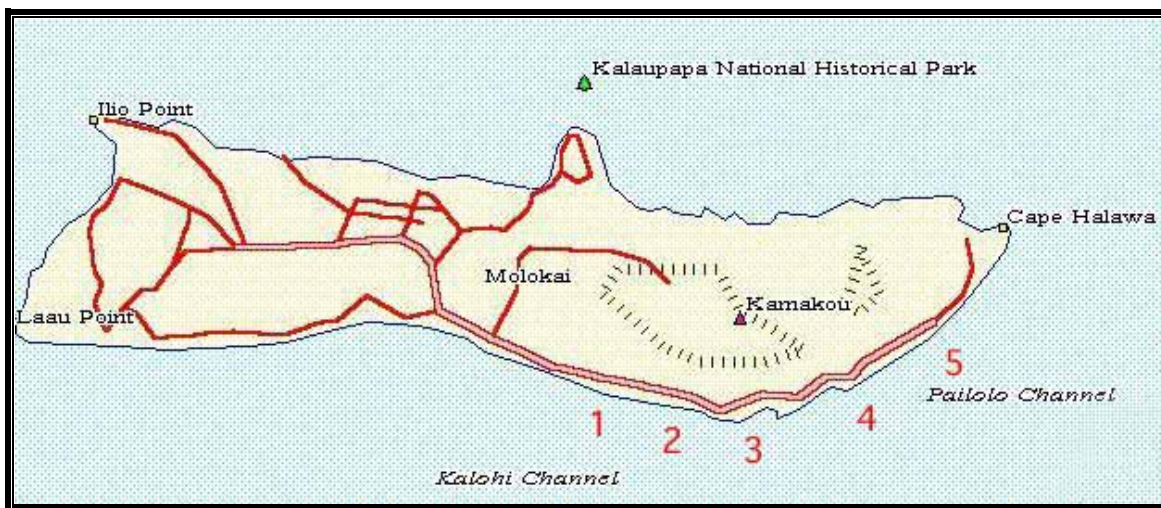 Kalaupapa National Historical Park
Ilio Point
Cape Halawa
Molokai
Kamakou
Laau Point
5
Pailolo Channel
1
2
3
4
Kalohi Channel